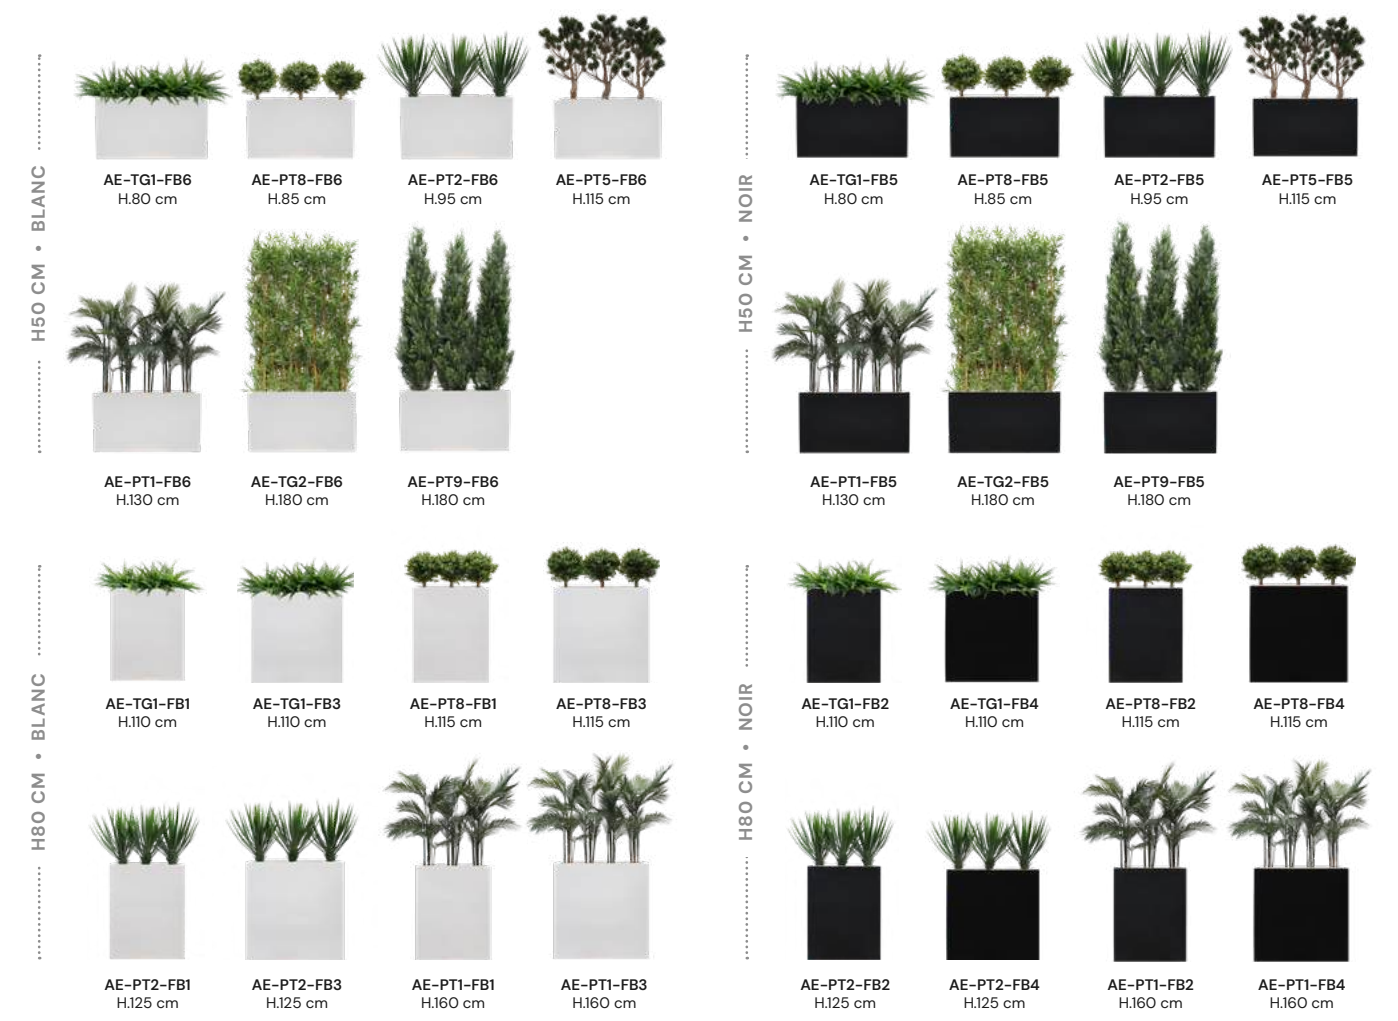 H50 CM • BLANC
AE-TG1-FB6
H.80 cm
AE-PT8-FB6
H.85 cm
AE-PT2-FB6
H.95 cm
AE-PT5-FB6
H.115 cm
AE-PT1-FB6
H.130 cm
AE-TG2-FB6
H.180 cm
AE-PT9-FB6
H.180 cm
H50 CM • NOIR
AE-TG1-FB5
H.80 cm
AE-PT8-FB5
H.85 cm
AE-PT2-FB5
H.95 cm
AE-PT5-FB5
H.115 cm
AE-PT1-FB5
H.130 cm
AE-TG2-FB5
H.180 cm
AE-PT9-FB5
H.180 cm
H80 CM • BLANC
AE-TG1-FB1
H.110 cm
AE-TG1-FB3
H.110 cm
AE-PT8-FB1
H.115 cm
AE-PT8-FB3
H.115 cm
AE-PT2-FB1
H.125 cm
AE-PT2-FB3
H.125 cm
AE-PT1-FB1
H.160 cm
AE-PT1-FB3
H.160 cm
H80 CM • NOIR
AE-TG1-FB2
H.110 cm
AE-TG1-FB4
H.110 cm
AE-PT8-FB2
H.115 cm
AE-PT8-FB4
H.115 cm
AE-PT2-FB2
H.125 cm
AE-PT2-FB4
H.125 cm
AE-PT1-FB2
H.160 cm
AE-PT1-FB4
H.160 cm